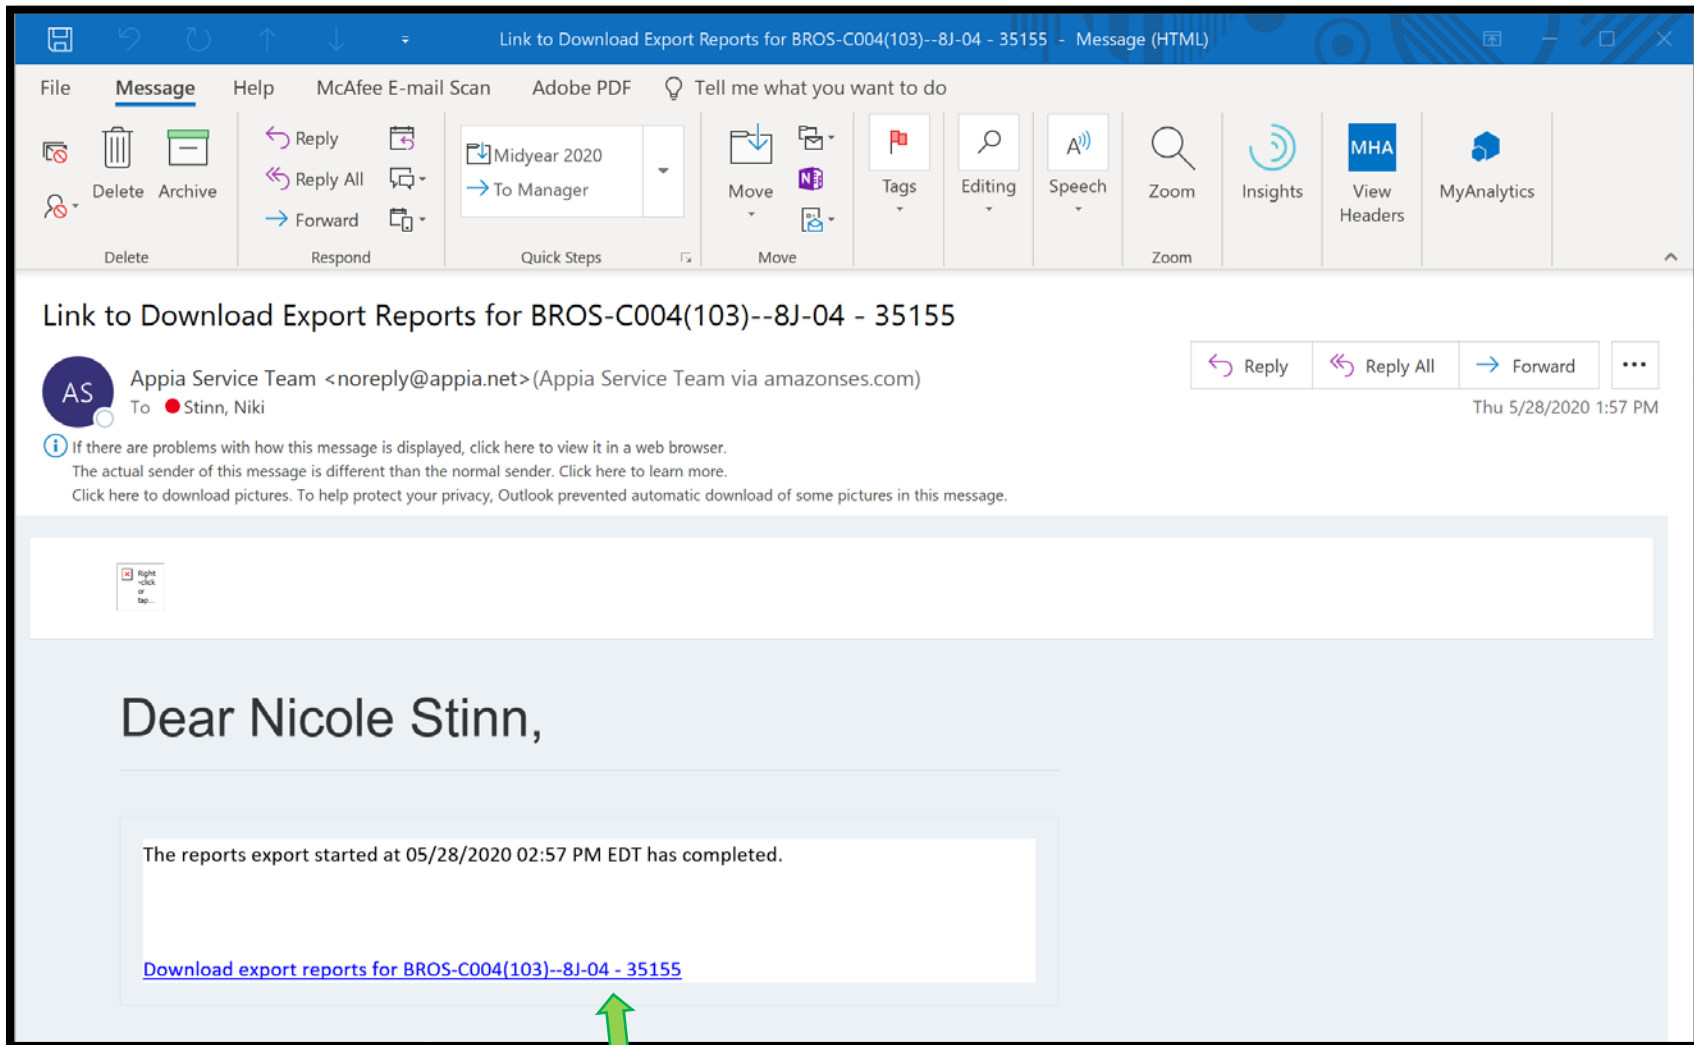 Link to Download Export Reports for BROS-C004(103)--8J-04 - 35155 - Message (HTML)
File Message Help McAfee E-mail Scan Adobe PDF Tell me what you want to do
Delete Archive
Reply
Reply All
Forward
Midyear 2020
To Manager
Move
Tags
Editing
Speech
Zoom
Insights
MHA
View
Headers
MyAnalytics
Delete Respond Quick Steps Move Zoom
Link to Download Export Reports for BROS-C004(103)--8J-04 - 35155
AS
Appia Service Team <noreply@appia.net>(Appia Service Team via amazonses.com)
To Stinn, Niki
Reply Reply All Forward ...
Thu 5/28/2020 1:57 PM
If there are problems with how this message is displayed, click here to view it in a web browser.
The actual sender of this message is different than the normal sender. Click here to learn more.
Click here to download pictures. To help protect your privacy, Outlook prevented automatic download of some pictures in this message.
Right
-click
or
tap...
Dear Nicole Stinn,
The reports export started at 05/28/2020 02:57 PM EDT has completed.
Download export reports for BROS-C004(103)--8J-04 - 35155